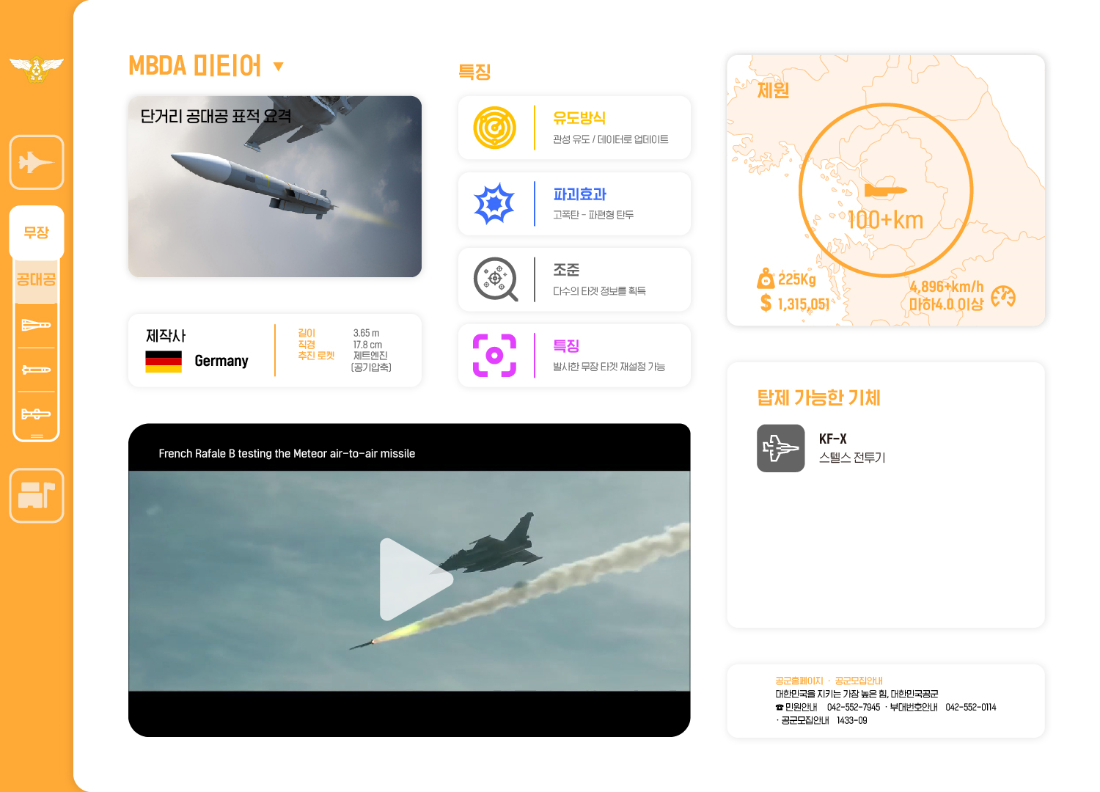 MBDA 미티어 ▼
단거리 공대공 표적 요격
무장
공대공
제작사
Germany
길이 3.65 m
직경 17.8 cm
추진 로켓 제트엔진
(공기압축)
특징
유도방식
관성 유도 / 데이터로 업데이트
파괴효과
고폭탄 - 파편형 탄두
조준
다수의 타겟 정보를 획득
특징
발사한 무장 타겟 재설정 가능
제원
100+km
225Kg
$ 1,315,051
4,896+km/h
마하4.0 이상
French Rafale B testing the Meteor air-to-air missile
탑제 가능한 기체
KF-X
스텔스 전투기
공군홈페이지 · 공군모집안내
대한민국을 지키는 가장 높은 힘, 대한민국공군
☎ 민원안내 042-552-7945 · 부대번호안내 042-552-0114
· 공군모집안내 1433-09